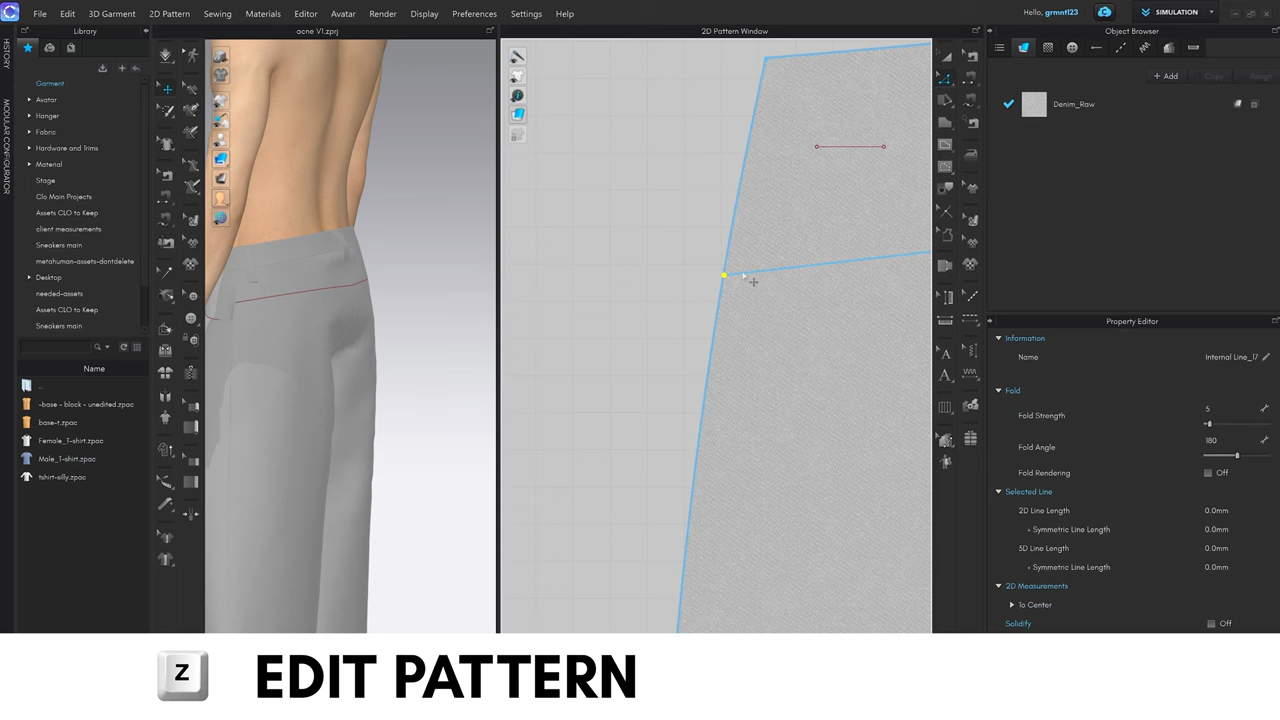 File Edit 3D Garment 2D Pattern Sewing Materials Editor Avatar Render Display Preferences Settings Help
Hello, grmnt123
SIMULATION
Library
acne V1.zprj
2D Pattern Window
Object Browser
HISTORY
MODULAR CONFIGURATOR
Garment
Avatar
Hanger
Fabric
Hardware and Trims
Material
Stage
Clo Main Projects
Assets CLO to Keep
client measurements
Sneakers main
metahuman-assets-dontdelete
Desktop
needed-assets
Assets CLO to Keep
Sneakers main
Name
..
-base - block - unedited.zpac
base-t.zpac
Female_T-shirt.zpac
Male_T-shirt.zpac
tshirt-silly.zpac
+ Add Copy Assign
Denim_Raw
Property Editor
Information
Name Internal Line_17
Fold
Fold Strength 5
Fold Angle 180
Fold Rendering Off
Selected Line
2D Line Length 0.0mm
+ Symmetric Line Length 0.0mm
3D Line Length 0.0mm
+ Symmetric Line Length 0.0mm
2D Measurements
To Center
Solidify Off
Z EDIT PATTERN